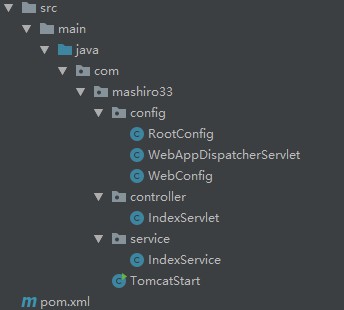 src
main
java
com
mashiro33
config
RootConfig
WebAppDispatcherServlet
WebConfig
controller
IndexServlet
service
IndexService
TomcatStart
pom.xml